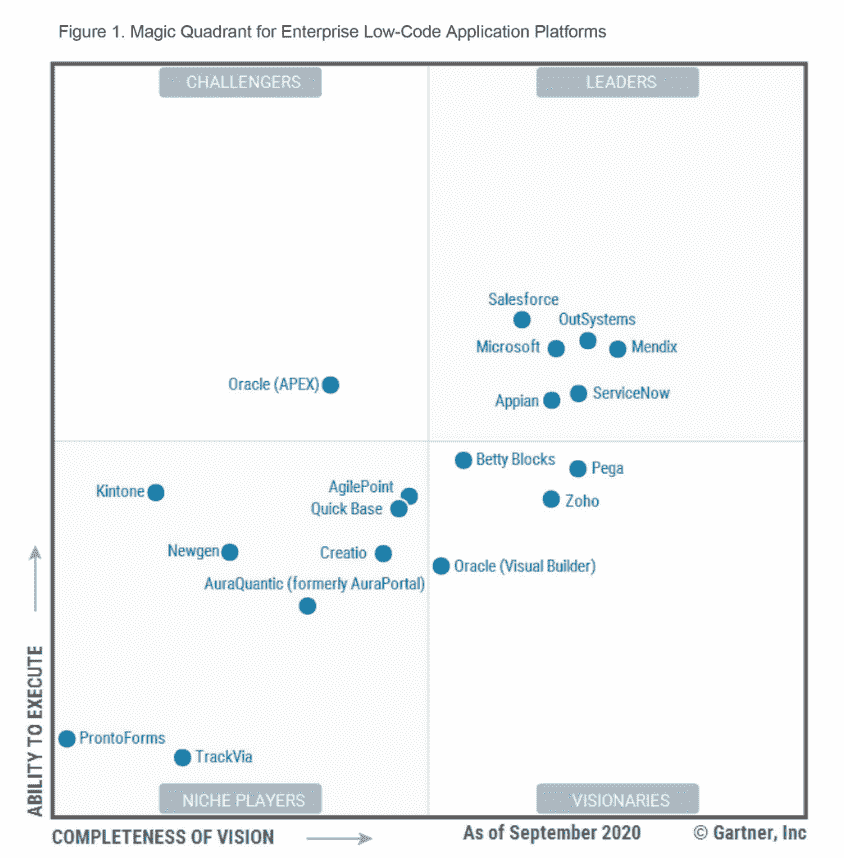 Figure 1. Magic Quadrant for Enterprise Low-Code Application Platforms
CHALLENGERS
LEADERS
Salesforce
OutSystems
Microsoft
Mendix
Oracle (APEX)
ServiceNow
Appian
Betty Blocks
Pega
Kintone
AgilePoint
Quick Base
Zoho
Newgen
Creatio
Oracle (Visual Builder)
AuraQuantic (formerly AuraPortal)
ProntoForms
TrackVia
NICHE PLAYERS
VISIONARIES
ABILITY TO EXECUTE
COMPLETENESS OF VISION
As of September 2020
© Gartner, Inc